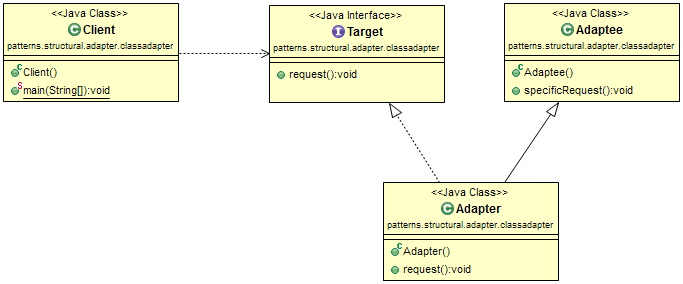 <<Java Class>>
C Client
patterns.structural.adapter.classadapter
C Client()
S main(String[]):void
<<Java Interface>>
I Target
patterns.structural.adapter.classadapter
request():void
<<Java Class>>
C Adaptee
patterns.structural.adapter.classadapter
C Adaptee()
specificRequest():void
<<Java Class>>
C Adapter
patterns.structural.adapter.classadapter
C Adapter()
request():void